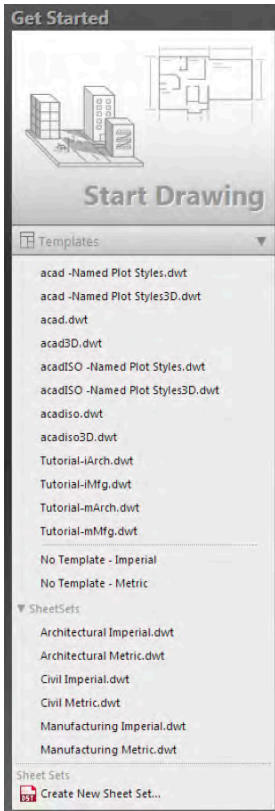 Get Started
Start Drawing
Templates
acad -Named Plot Styles.dwt
acad -Named Plot Styles3D.dwt
acad.dwt
acad3D.dwt
acadISO -Named Plot Styles.dwt
acadISO -Named Plot Styles3D.dwt
acadiso.dwt
acadiso3D.dwt
Tutorial-iArch.dwt
Tutorial-iMfg.dwt
Tutorial-mArch.dwt
Tutorial-mMfg.dwt
No Template - Imperial
No Template - Metric
SheetSets
Architectural Imperial.dwt
Architectural Metric.dwt
Civil Imperial.dwt
Civil Metric.dwt
Manufacturing Imperial.dwt
Manufacturing Metric.dwt
Sheet Sets
DST Create New Sheet Set...